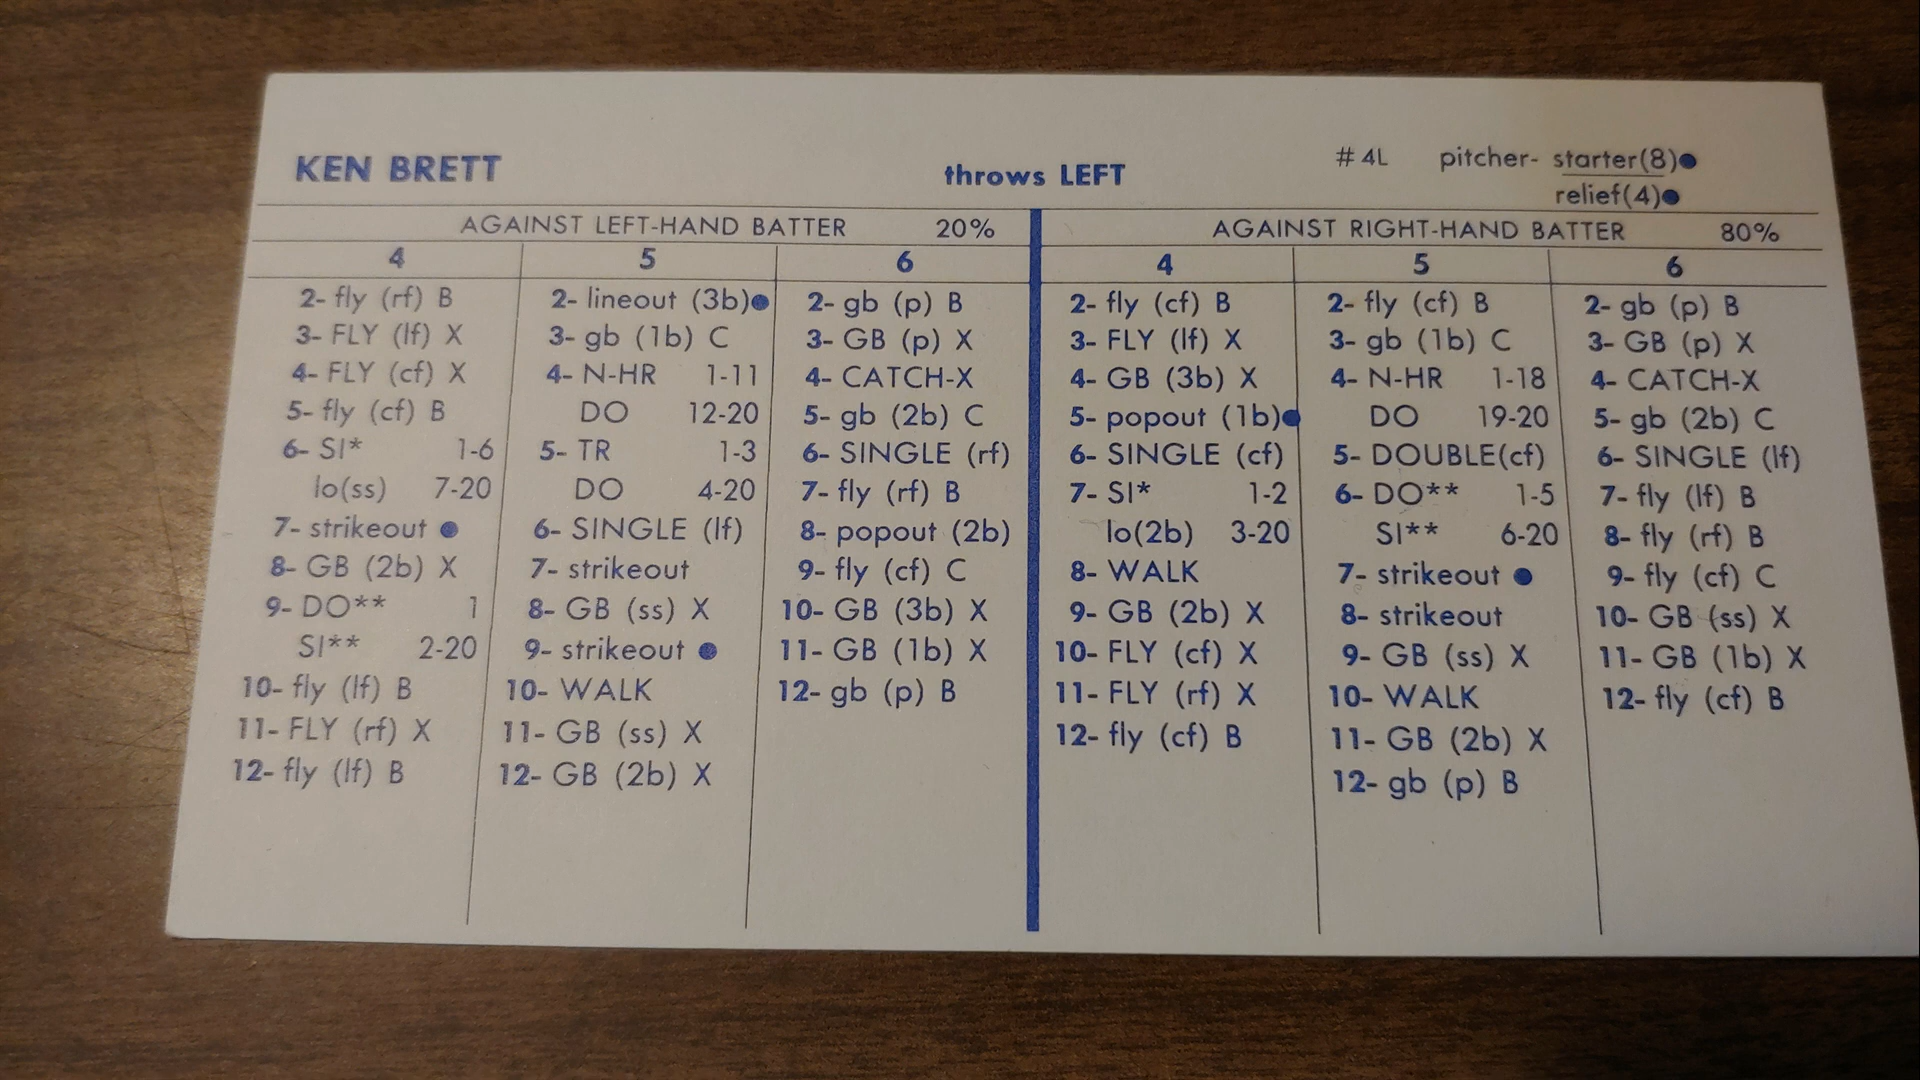 KEN BRETT
throws LEFT
#4L pitcher- starter(8)●
relief(4)●
AGAINST LEFT-HAND BATTER 20%
4
2- fly (rf) B
3- FLY (lf) X
4- FLY (cf) X
5- fly (cf) B
6- SI* 1-6
lo(ss) 7-20
7- strikeout ●
8- GB (2b) X
9- DO** 1
SI** 2-20
10- fly (lf) B
11- FLY (rf) X
12- fly (lf) B
5
2- lineout (3b)●
3- gb (1b) C
4- N-HR 1-11
DO 12-20
5- TR 1-3
DO 4-20
6- SINGLE (lf)
7- strikeout
8- GB (ss) X
9- strikeout ●
10- WALK
11- GB (ss) X
12- GB (2b) X
6
2- gb (p) B
3- GB (p) X
4- CATCH-X
5- gb (2b) C
6- SINGLE (rf)
7- fly (rf) B
8- popout (2b)
9- fly (cf) C
10- GB (3b) X
11- GB (1b) X
12- gb (p) B
AGAINST RIGHT-HAND BATTER 80%
4
2- fly (cf) B
3- FLY (lf) X
4- GB (3b) X
5- popout (1b)●
6- SINGLE (cf)
7- SI* 1-2
lo(2b) 3-20
8- WALK
9- GB (2b) X
10- FLY (cf) X
11- FLY (rf) X
12- fly (cf) B
5
2- fly (cf) B
3- gb (1b) C
4- N-HR 1-18
DO 19-20
5- DOUBLE(cf)
6- DO** 1-5
SI** 6-20
7- strikeout ●
8- strikeout
9- GB (ss) X
10- WALK
11- GB (2b) X
12- gb (p) B
6
2- gb (p) B
3- GB (p) X
4- CATCH-X
5- gb (2b) C
6- SINGLE (lf)
7- fly (lf) B
8- fly (rf) B
9- fly (cf) C
10- GB (ss) X
11- GB (1b) X
12- fly (cf) B